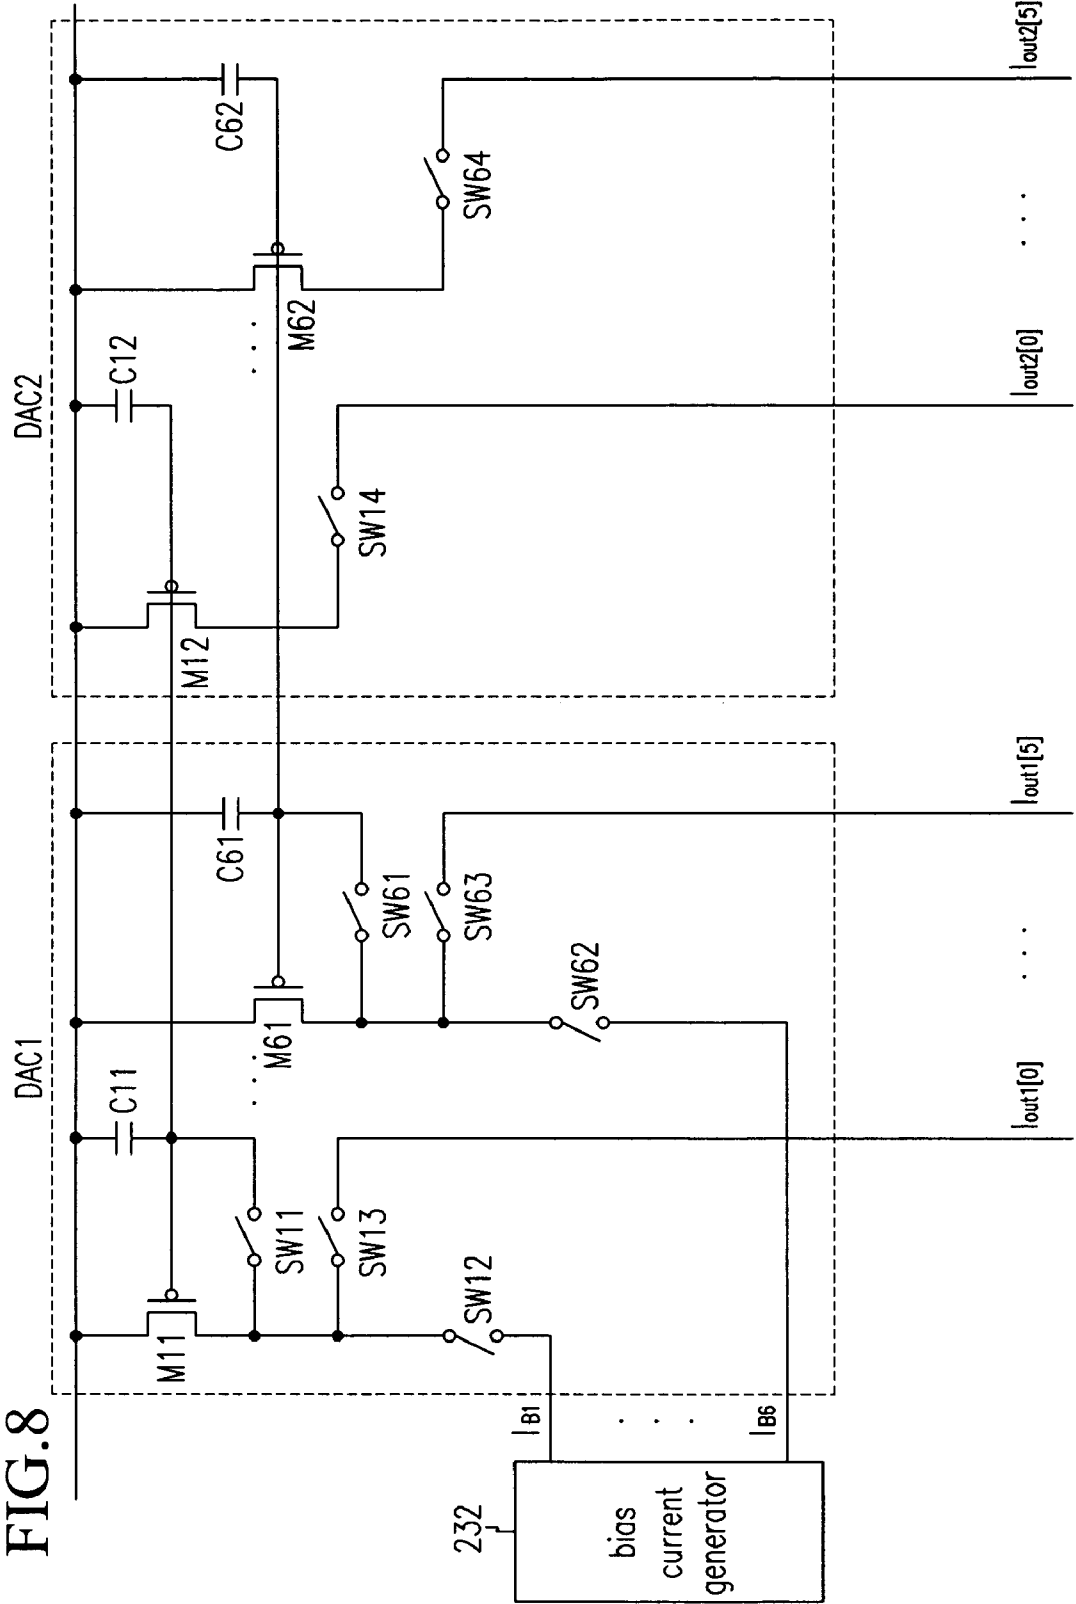 FIG.8
DAC1
DAC2
C11
C12
M11
M12
C61
C62
M61
. . .
M62
. . .
SW11
SW13
SW12
SW14
SW61
SW63
SW62
SW64
232
bias
current
generator
IB1
. . .
IB6
Iout1[0]
. . .
Iout1[5]
Iout2[0]
. . .
Iout2[5]